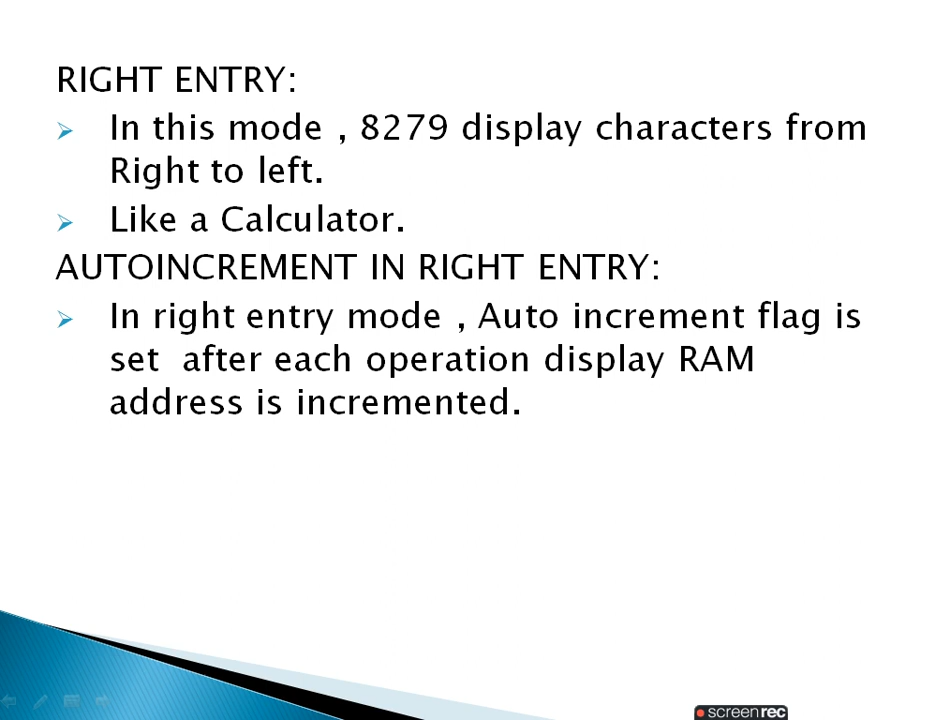 RIGHT ENTRY:
In this mode , 8279 display characters from
Right to left.
Like a Calculator.
AUTOINCREMENT IN RIGHT ENTRY:
In right entry mode , Auto increment flag is
set  after each operation display RAM
address is incremented.
screenrec